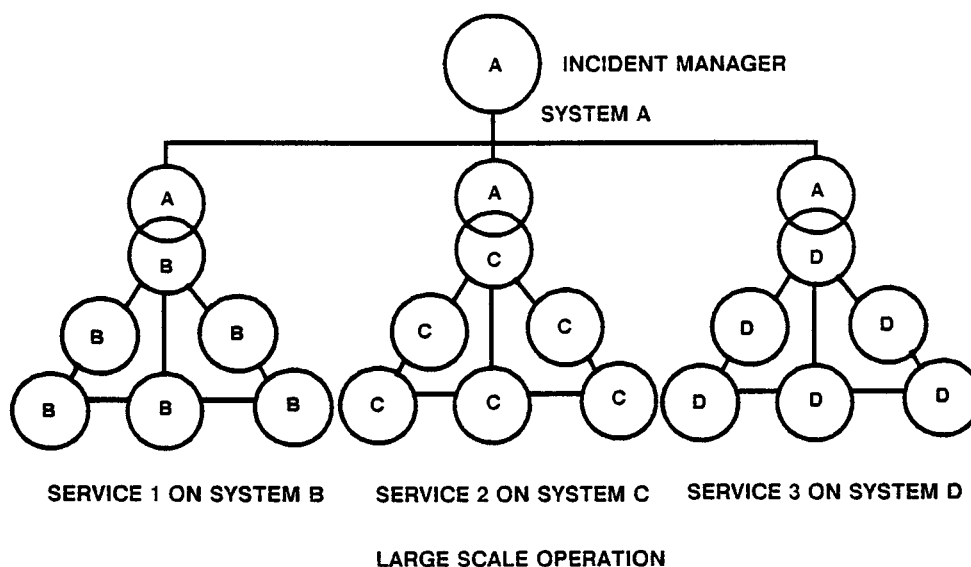 A INCIDENT MANAGER
SYSTEM A
A A A
B C D
B B C C D D
B B B C C C D D D
SERVICE 1 ON SYSTEM B SERVICE 2 ON SYSTEM C SERVICE 3 ON SYSTEM D
LARGE SCALE OPERATION